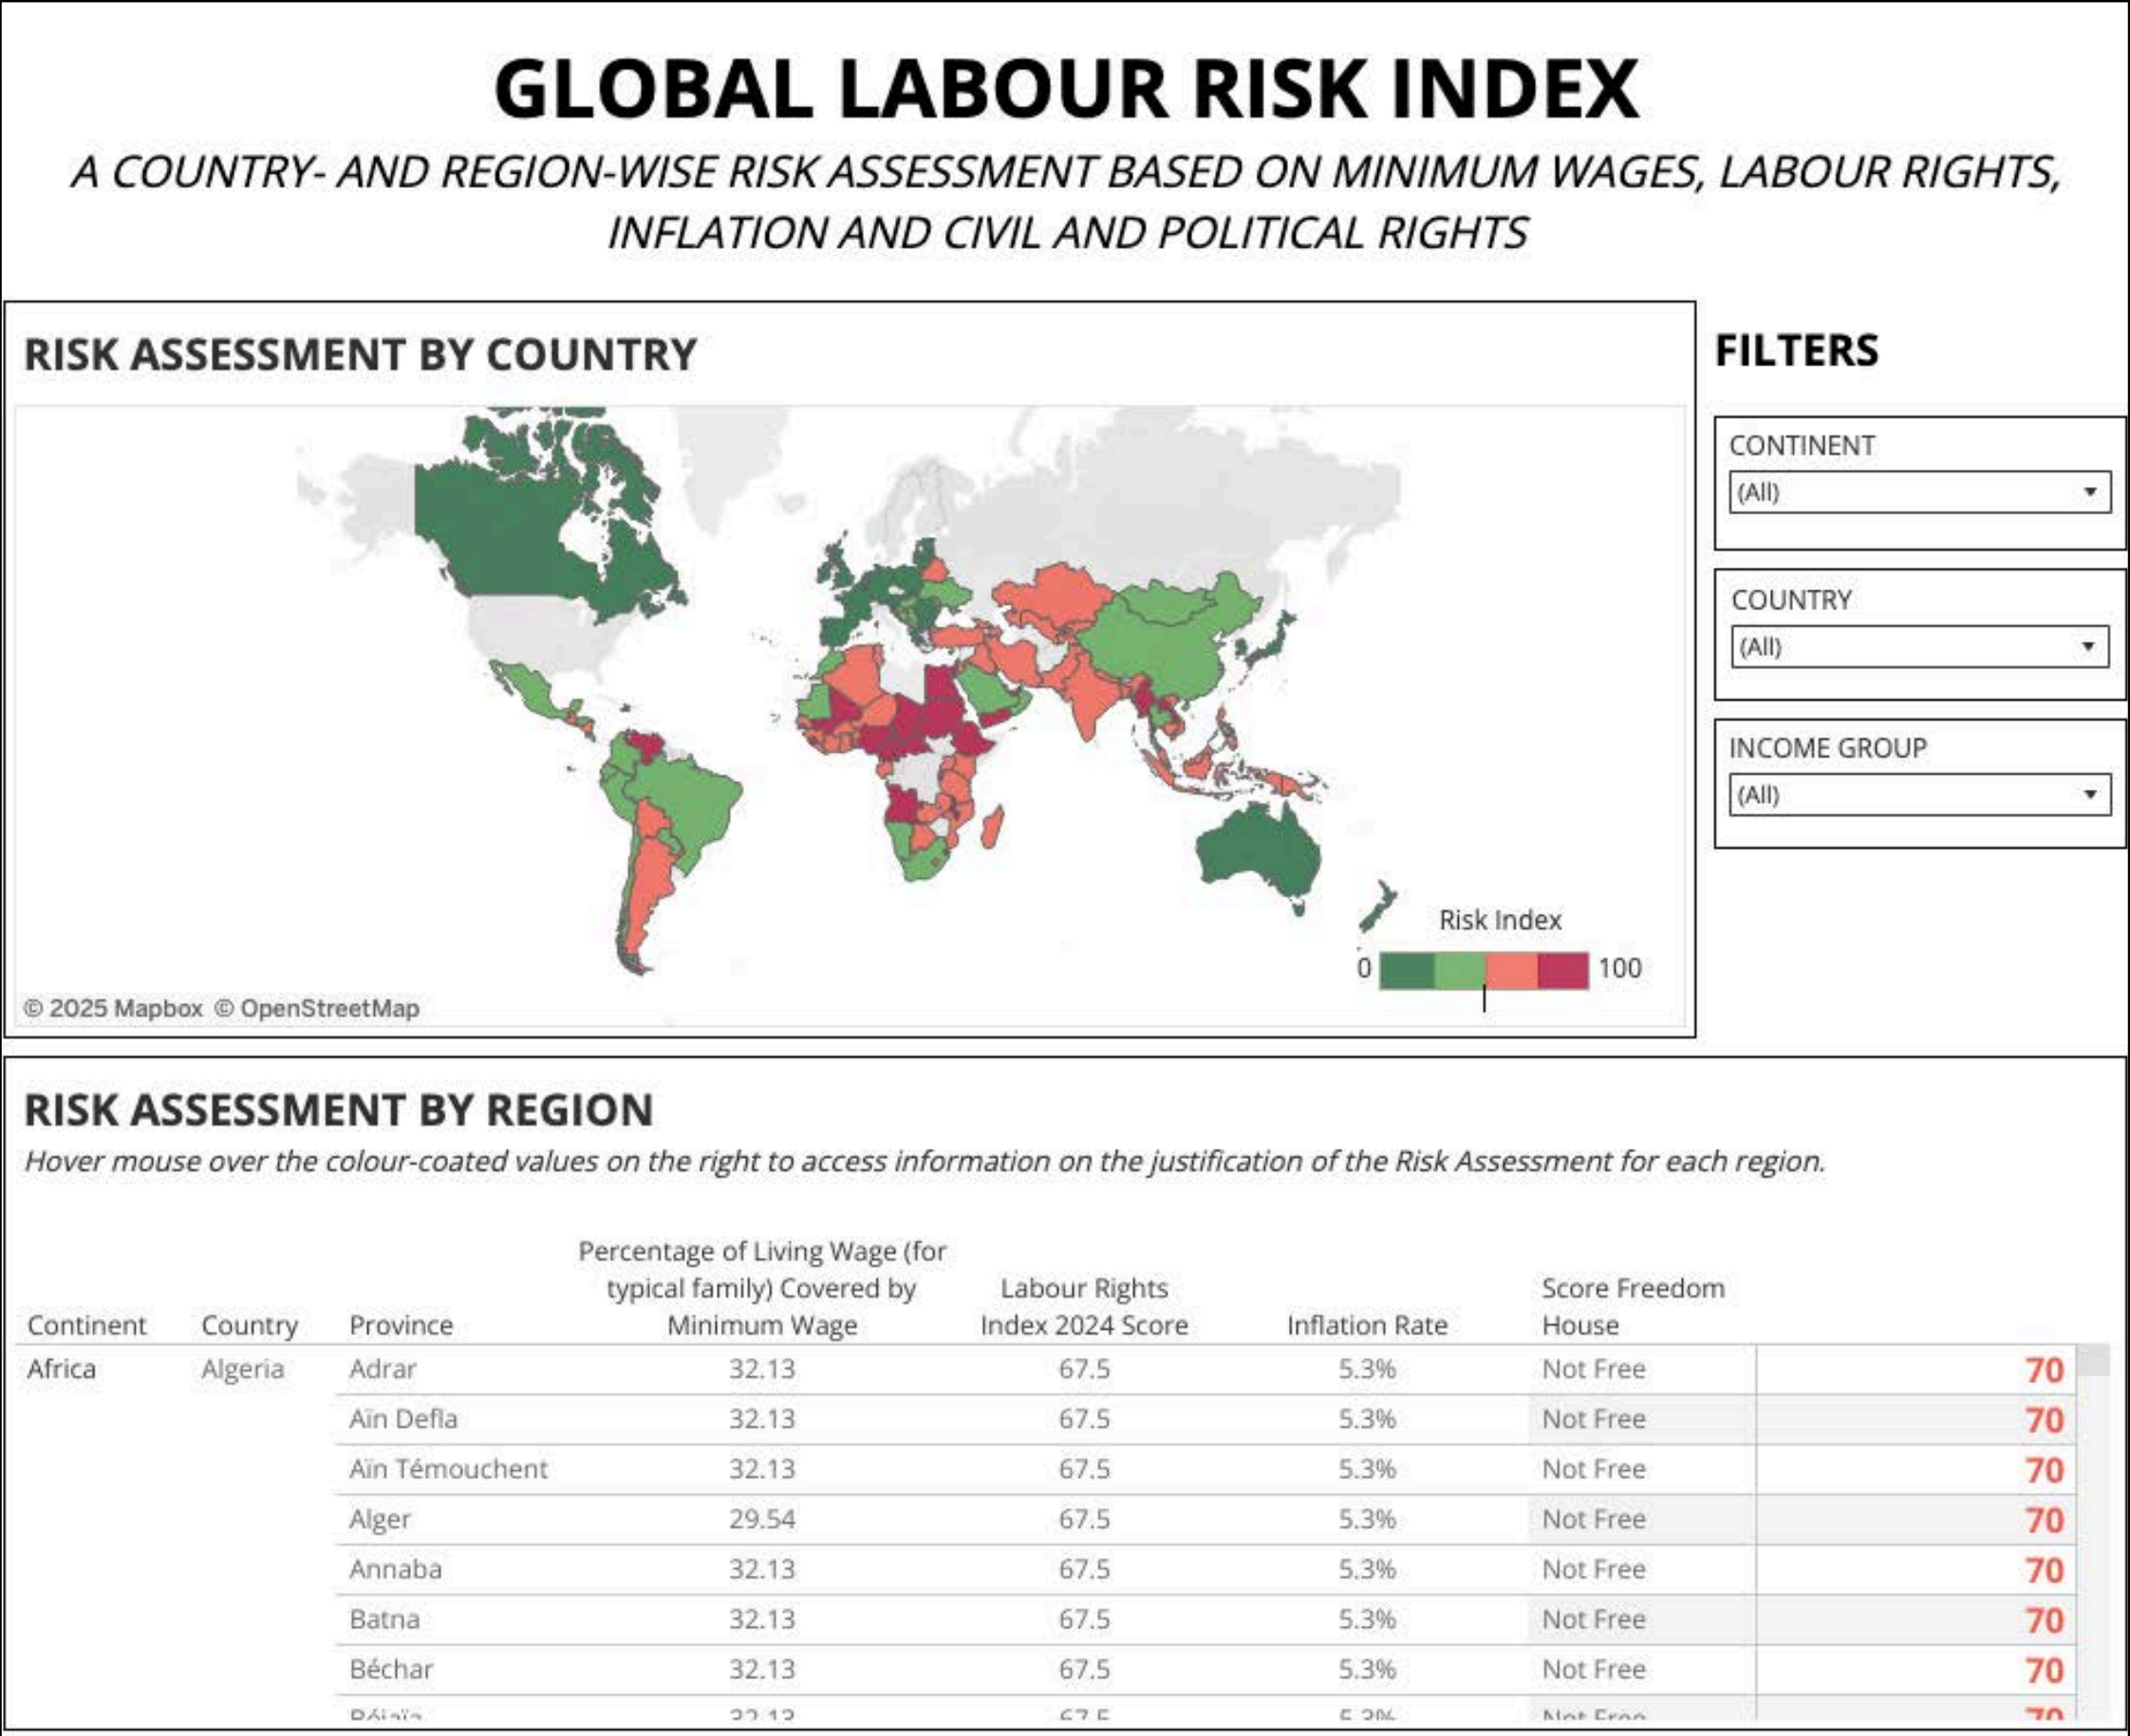 GLOBAL LABOUR RISK INDEX
A COUNTRY- AND REGION-WISE RISK ASSESSMENT BASED ON MINIMUM WAGES, LABOUR RIGHTS,
INFLATION AND CIVIL AND POLITICAL RIGHTS
RISK ASSESSMENT BY COUNTRY
FILTERS
CONTINENT
(All)
COUNTRY
(All)
INCOME GROUP
(All)
Risk Index
0 100
© 2025 Mapbox © OpenStreetMap
RISK ASSESSMENT BY REGION
Hover mouse over the colour-coated values on the right to access information on the justification of the Risk Assessment for each region.
Percentage of Living Wage (for
typical family) Covered by Labour Rights Score Freedom
Continent Country Province Minimum Wage Index 2024 Score Inflation Rate House
Africa Algeria Adrar 32.13 67.5 5.3% Not Free 70
Aïn Defla 32.13 67.5 5.3% Not Free 70
Aïn Témouchent 32.13 67.5 5.3% Not Free 70
Alger 29.54 67.5 5.3% Not Free 70
Annaba 32.13 67.5 5.3% Not Free 70
Batna 32.13 67.5 5.3% Not Free 70
Béchar 32.13 67.5 5.3% Not Free 70